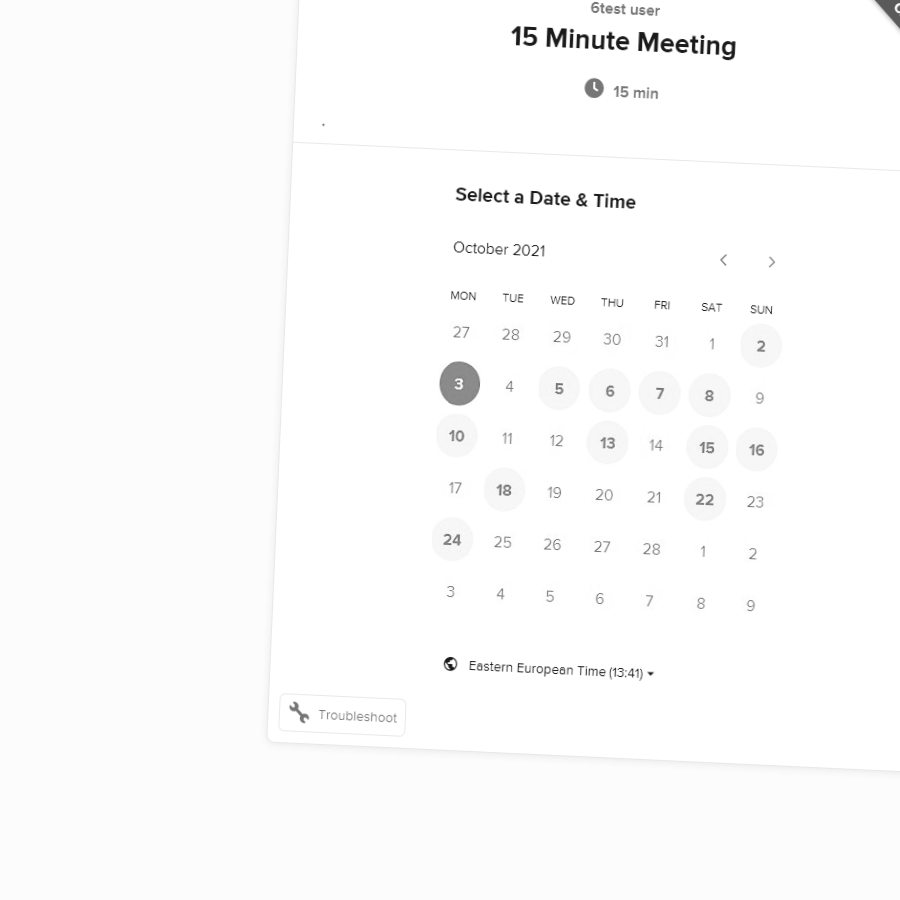 6test user
15 Minute Meeting
15 min
.
Select a Date & Time
October 2021
MON TUE WED THU FRI SAT SUN
27 28 29 30 31 1 2
3 4 5 6 7 8 9
10 11 12 13 14 15 16
17 18 19 20 21 22 23
24 25 26 27 28 1 2
3 4 5 6 7 8 9
Eastern European Time (13:41)
Troubleshoot